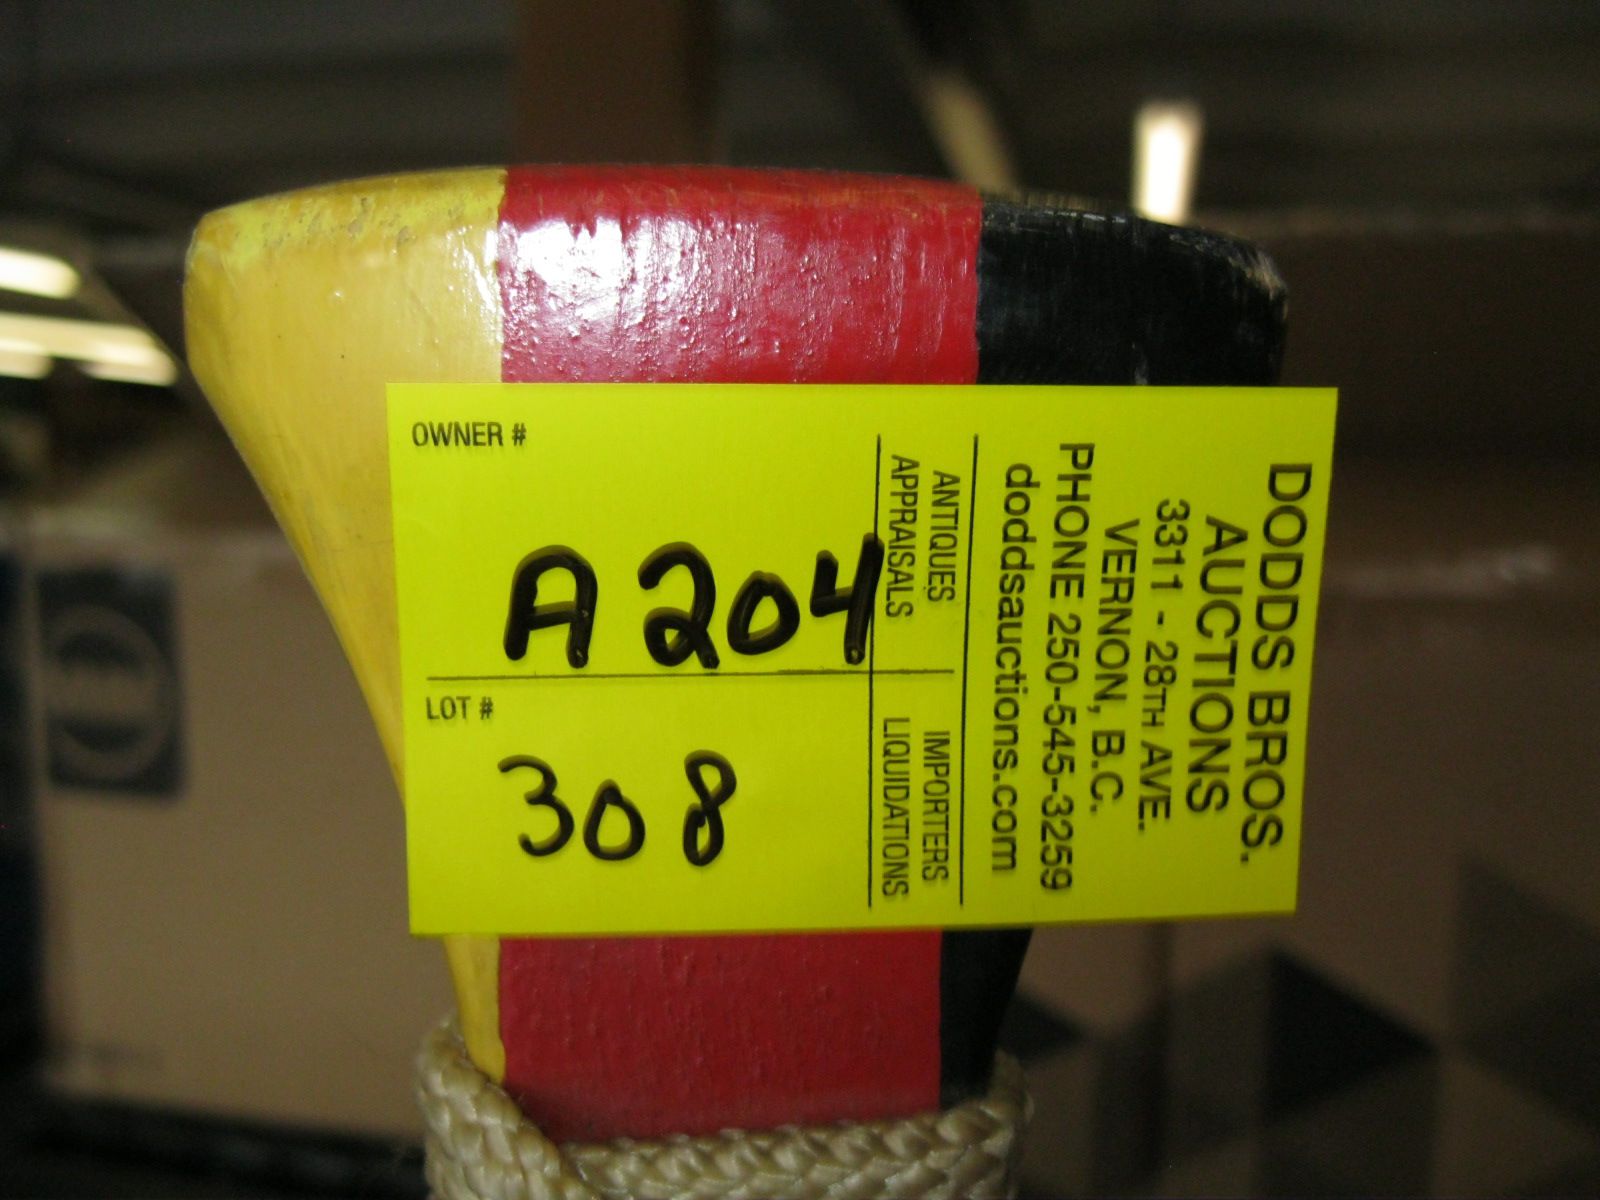 OWNER #
A204
LOT #
308
ANTIQUES
APPRAISALS
IMPORTERS
LIQUIDATIONS
DODDS BROS.
AUCTIONS
3311 - 28TH AVE.
VERNON, B.C.
PHONE 250-545-3259
doddsauctions.com